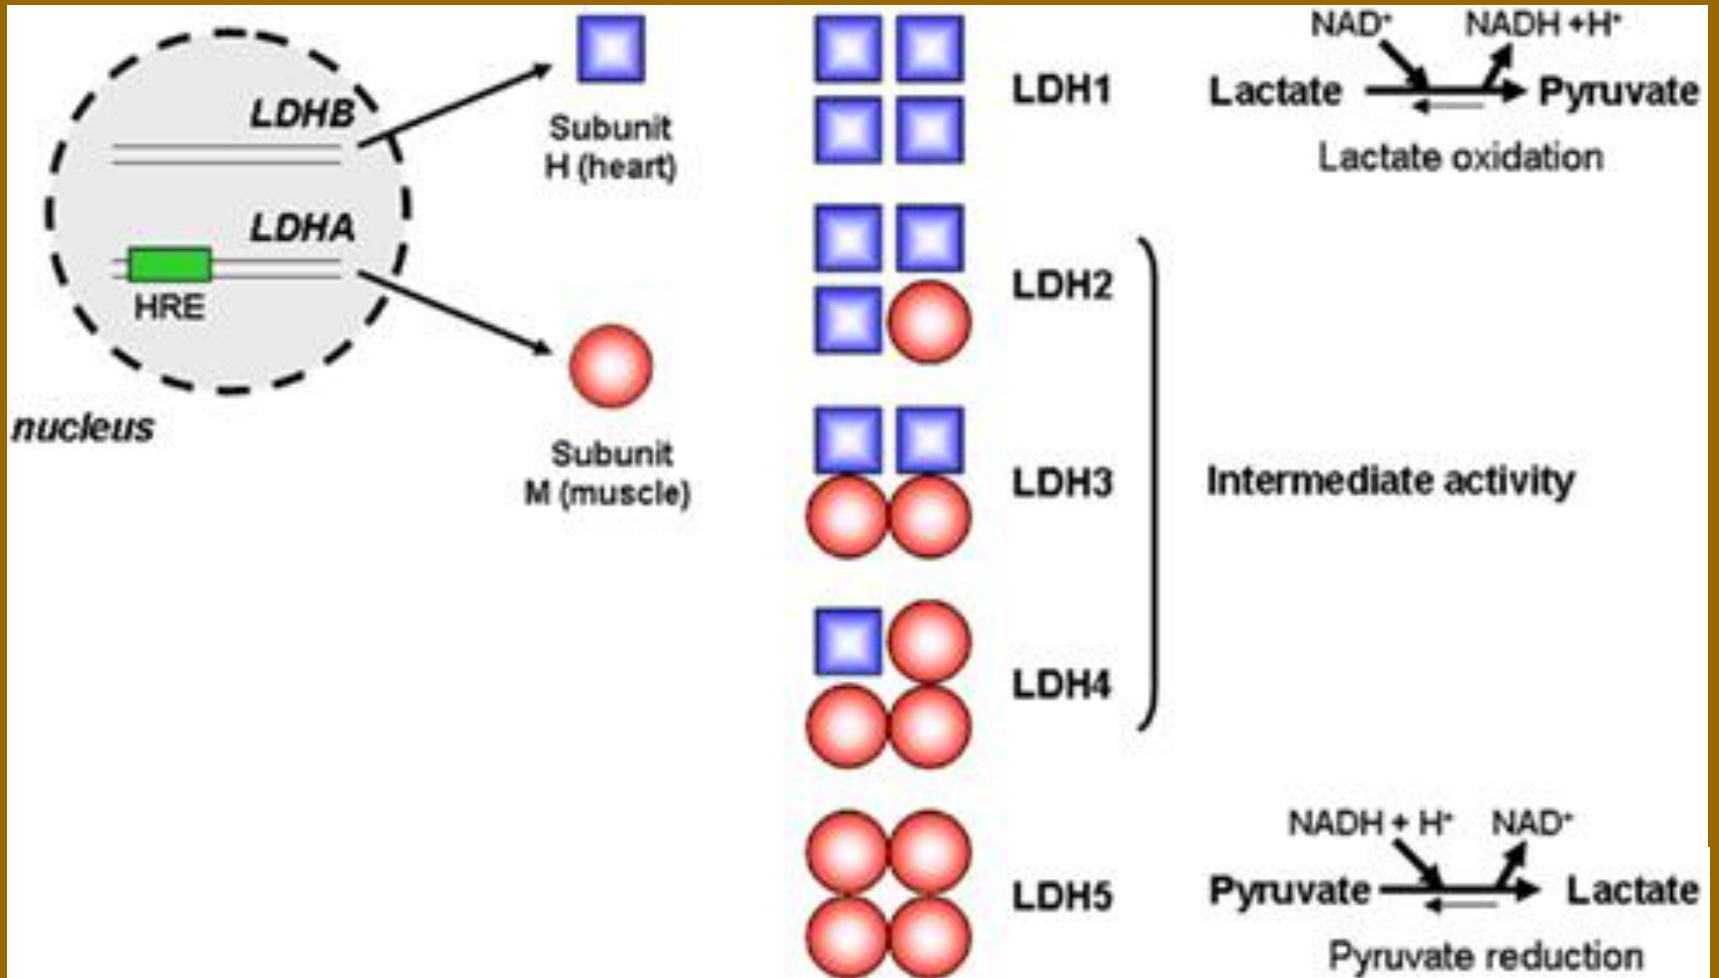 LDHB
LDHA
HRE
nucleus
Subunit
H (heart)
Subunit
M (muscle)
LDH1
LDH2
LDH3
LDH4
LDH5
NAD⁺ NADH +H⁺
Lactate Pyruvate
Lactate oxidation
Intermediate activity
NADH + H⁺ NAD⁺
Pyruvate Lactate
Pyruvate reduction